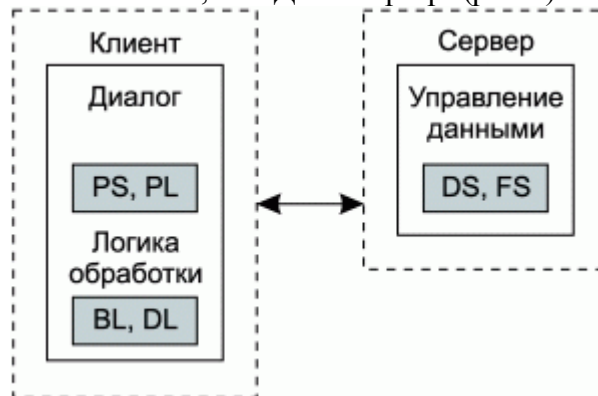 Клиент
Диалог
PS, PL
Логика
обработки
BL, DL
Сервер
Управление
данными
DS, FS